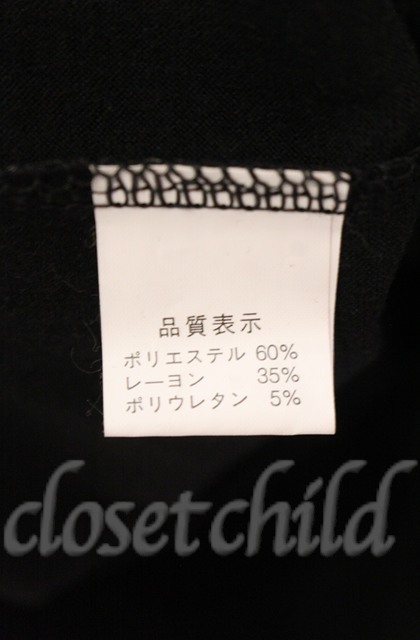 品質表示
ポリエステル 60%
レーヨン 35%
ポリウレタン 5%
closet child